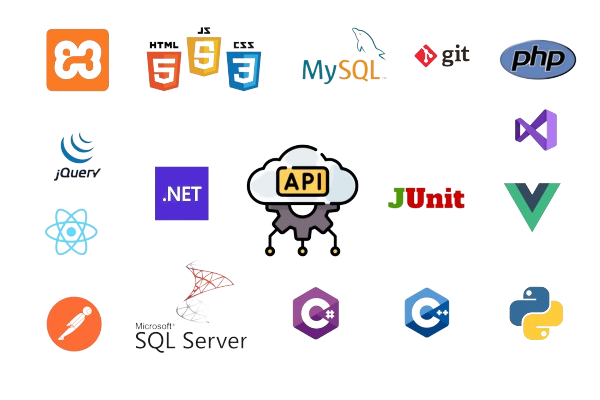 HTML
5
JS
5
CSS
3
MySQL
git
php
jQuery
.NET
API
JUnit
Microsoft®
SQL Server
C#
C++